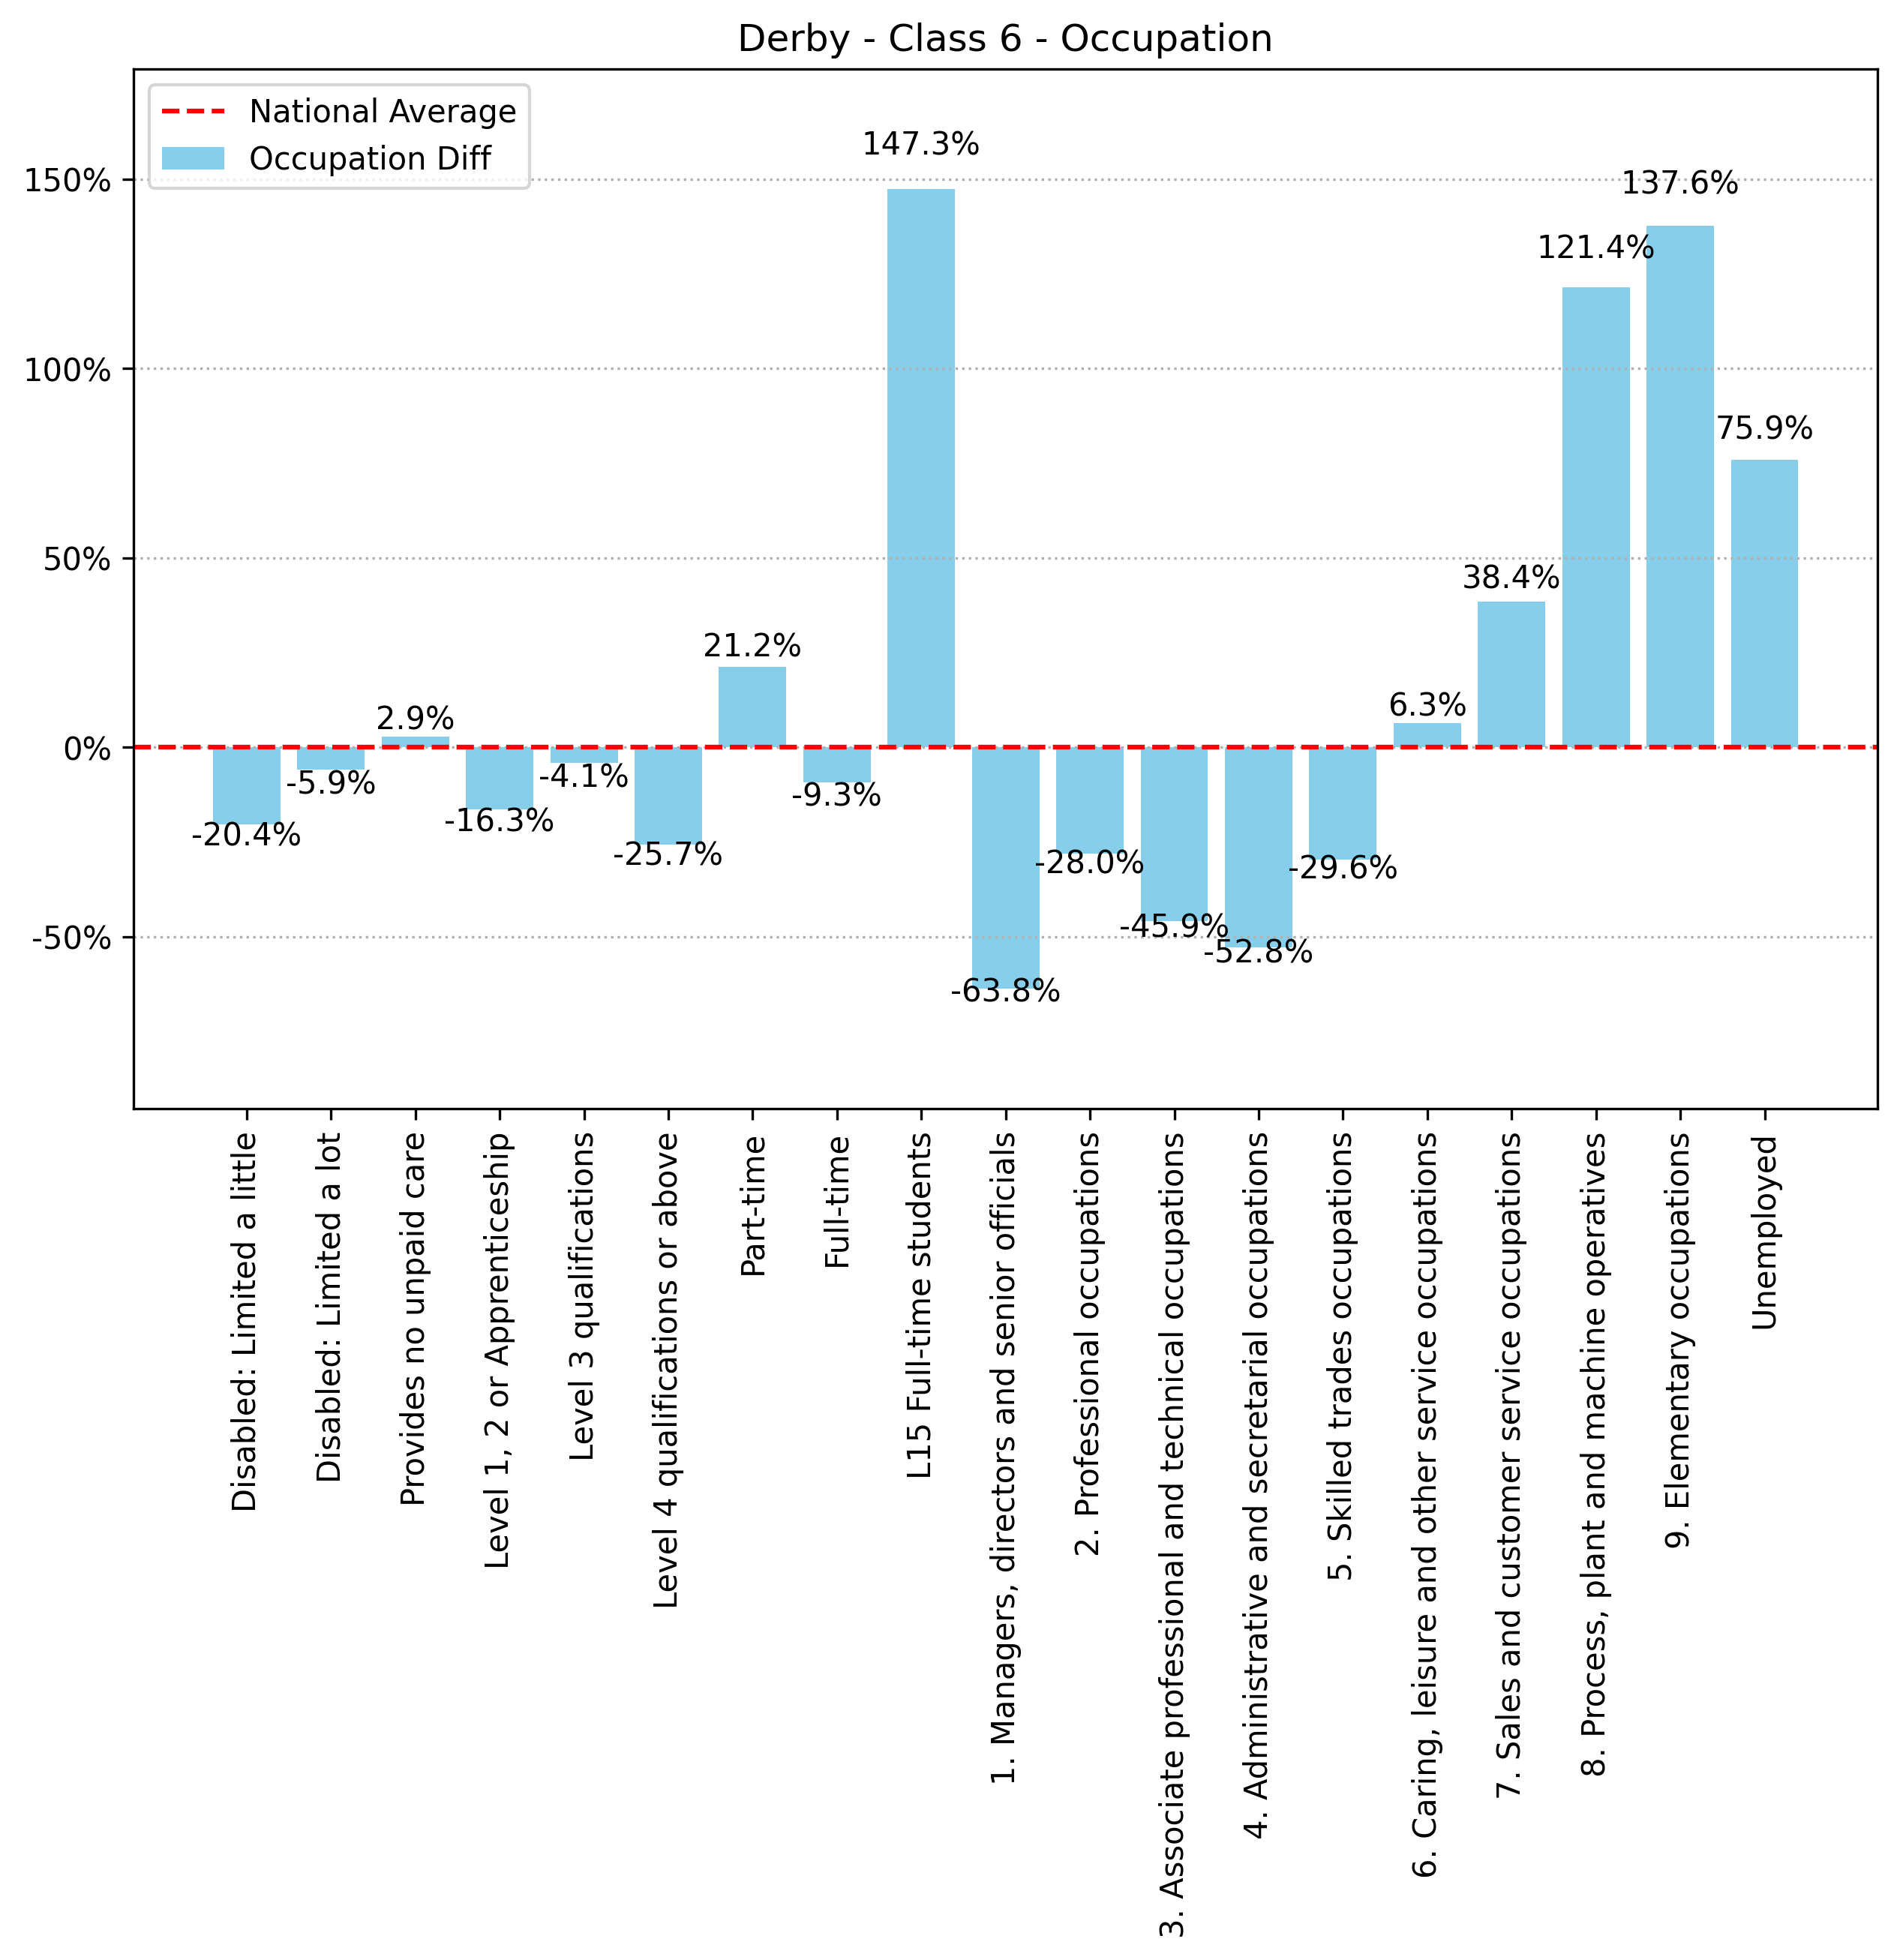 Derby - Class 6 - Occupation
National Average
Occupation Diff
150%
100%
50%
0%
-50%
-20.4%
-5.9%
2.9%
-16.3%
-4.1%
-25.7%
21.2%
-9.3%
147.3%
-63.8%
-28.0%
-45.9%
-52.8%
-29.6%
6.3%
38.4%
121.4%
137.6%
75.9%
Disabled: Limited a little
Disabled: Limited a lot
Provides no unpaid care
Level 1, 2 or Apprenticeship
Level 3 qualifications
Level 4 qualifications or above
Part-time
Full-time
L15 Full-time students
1. Managers, directors and senior officials
2. Professional occupations
3. Associate professional and technical occupations
4. Administrative and secretarial occupations
5. Skilled trades occupations
6. Caring, leisure and other service occupations
7. Sales and customer service occupations
8. Process, plant and machine operatives
9. Elementary occupations
Unemployed